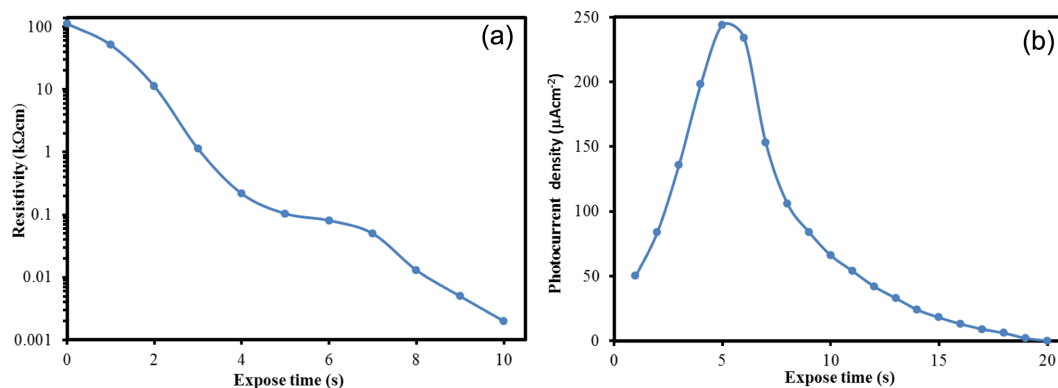 (a)
Resistivity (kΩcm)
100
10
1
0.1
0.01
0.001
0 2 4 6 8 10
Expose time (s)
(b)
Photocurrent density (µAcm⁻²)
250
200
150
100
50
0
0 5 10 15 20
Expose time (s)